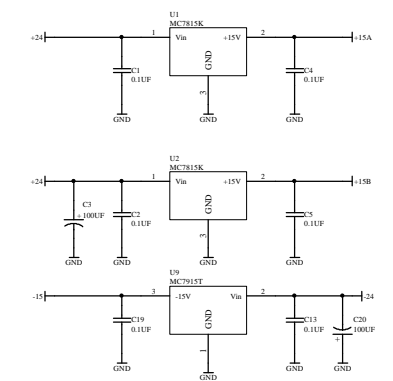 U1
MC7815K
+24
1
Vin
+15V
2
+15A
GND
3
C1
0.1UF
C4
0.1UF
GND
GND
GND
U2
MC7815K
+24
1
Vin
+15V
2
+15B
GND
3
C3
+ 100UF
C2
0.1UF
C5
0.1UF
GND
GND
GND
GND
U9
MC7915T
-15
3
-15V
Vin
2
-24
GND
1
C19
0.1UF
C13
0.1UF
C20
100UF
+
GND
GND
GND
GND